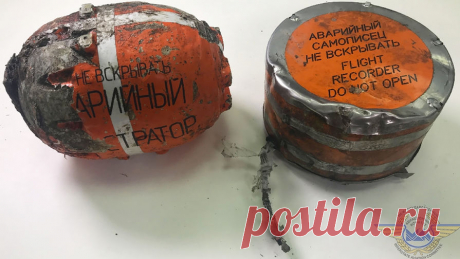 НЕ ВСКРЫВАТЬ
АРИЙНЫЙ
ТРАТОР
АВАРИЙНЫЙ
САМОПИСЕЦ
НЕ ВСКРЫВАТЬ
FLIGHT
RECORDER
DO NOT OPEN
postila.ru